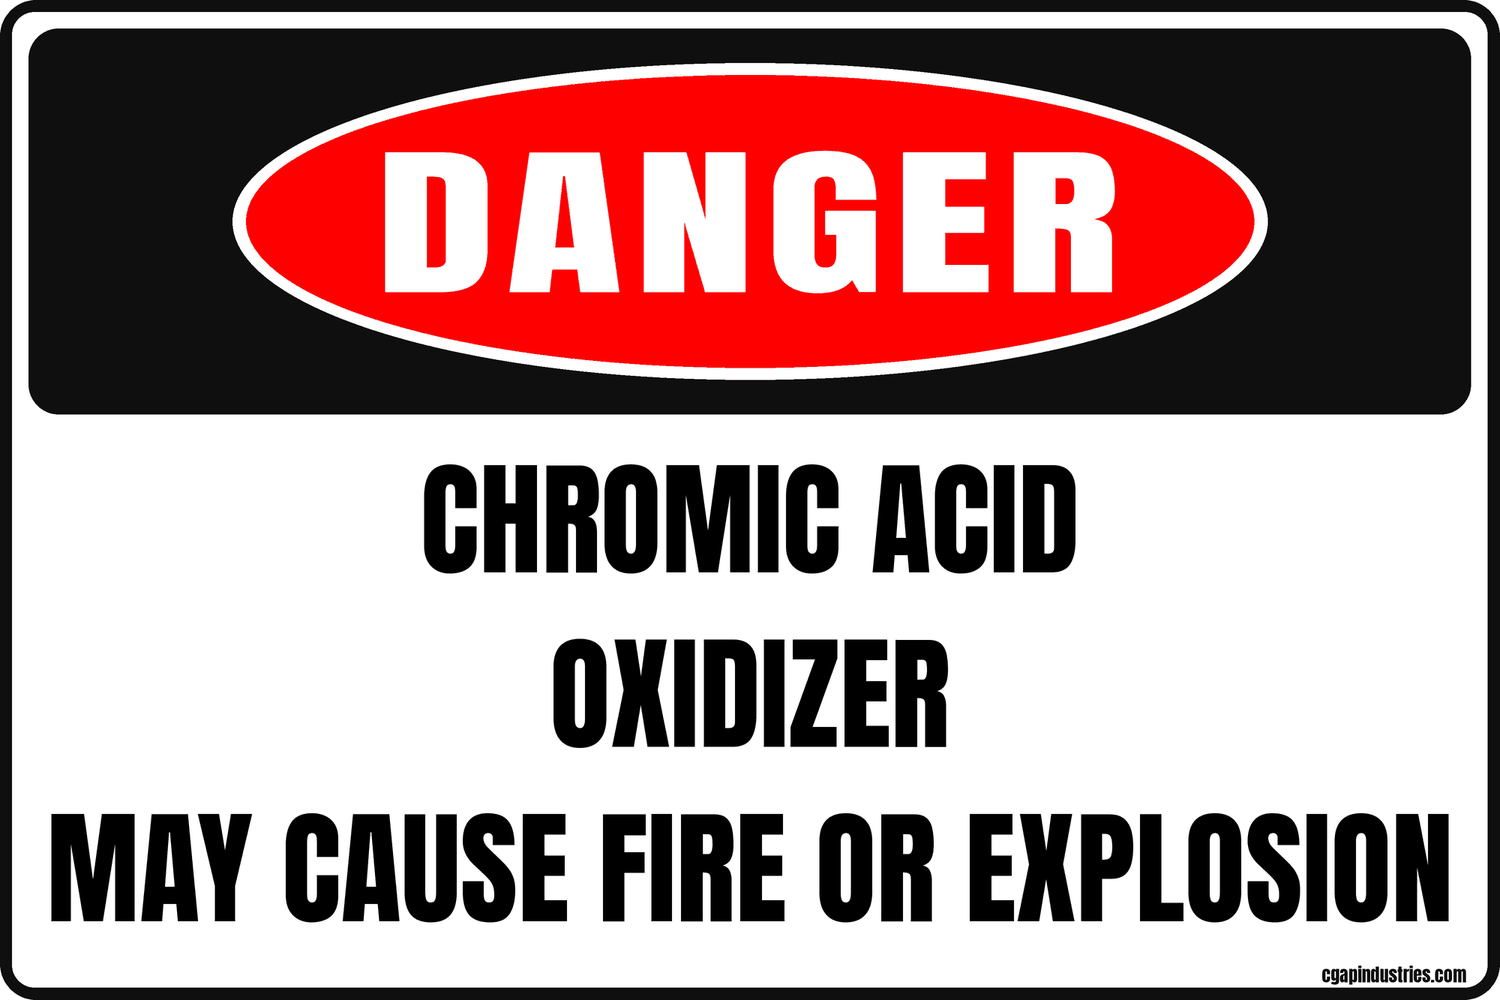 DANGER
CHROMIC ACID
OXIDIZER
MAY CAUSE FIRE OR EXPLOSION
cgapindustries.com